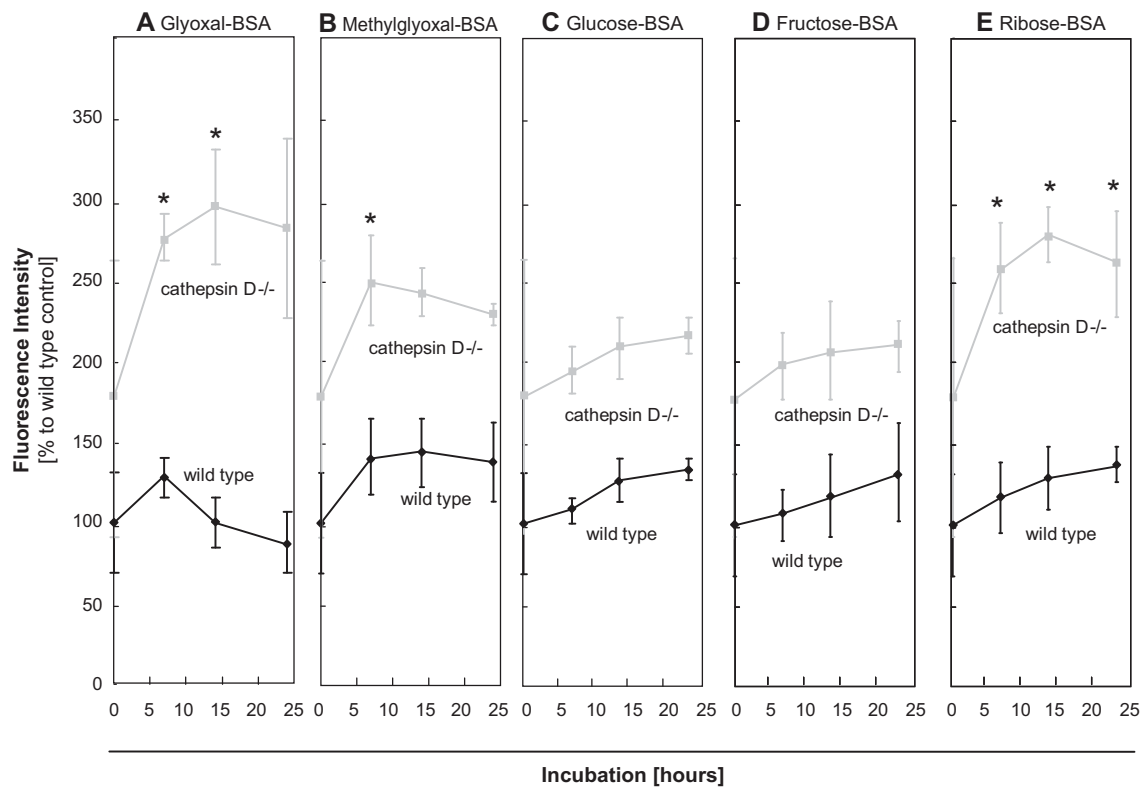 A Glyoxal-BSA
B Methylglyoxal-BSA
C Glucose-BSA
D Fructose-BSA
E Ribose-BSA
Fluorescence Intensity
[% to wild type control]
350
300
250
200
150
100
50
0
* *
cathepsin D-/-
wild type
*
cathepsin D-/-
wild type
cathepsin D-/-
wild type
cathepsin D-/-
wild type
* * *
cathepsin D-/-
wild type
0 5 10 15 20 25
0 5 10 15 20 25
0 5 10 15 20 25
0 5 10 15 20 25
0 5 10 15 20 25
Incubation [hours]